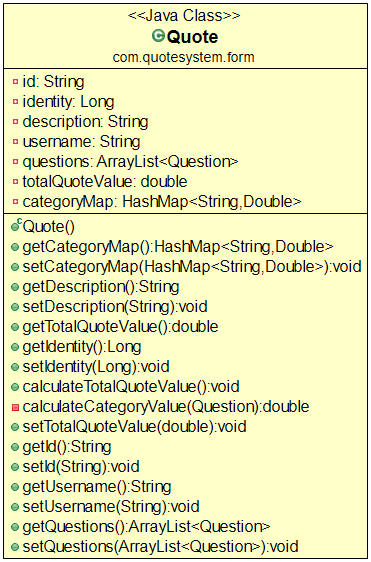 <<Java Class>>
Quote
com.quotesystem.form
id: String
identity: Long
description: String
username: String
questions: ArrayList<Question>
totalQuoteValue: double
categoryMap: HashMap<String,Double>
Quote()
getCategoryMap():HashMap<String,Double>
setCategoryMap(HashMap<String,Double>):void
getDescription():String
setDescription(String):void
getTotalQuoteValue():double
getIdentity():Long
setIdentity(Long):void
calculateTotalQuoteValue():void
calculateCategoryValue(Question):double
setTotalQuoteValue(double):void
getId():String
setId(String):void
getUsername():String
setUsername(String):void
getQuestions():ArrayList<Question>
setQuestions(ArrayList<Question>):void